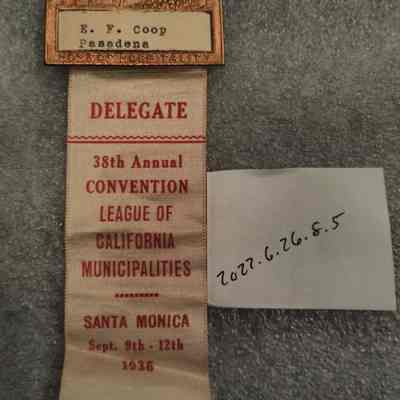 E. F. Coop
Pasadena
DELEGATE
38th Annual
CONVENTION
LEAGUE OF
CALIFORNIA
MUNICIPALITIES
SANTA MONICA
Sept. 9th - 12th
1936
2022.6.26.8.5